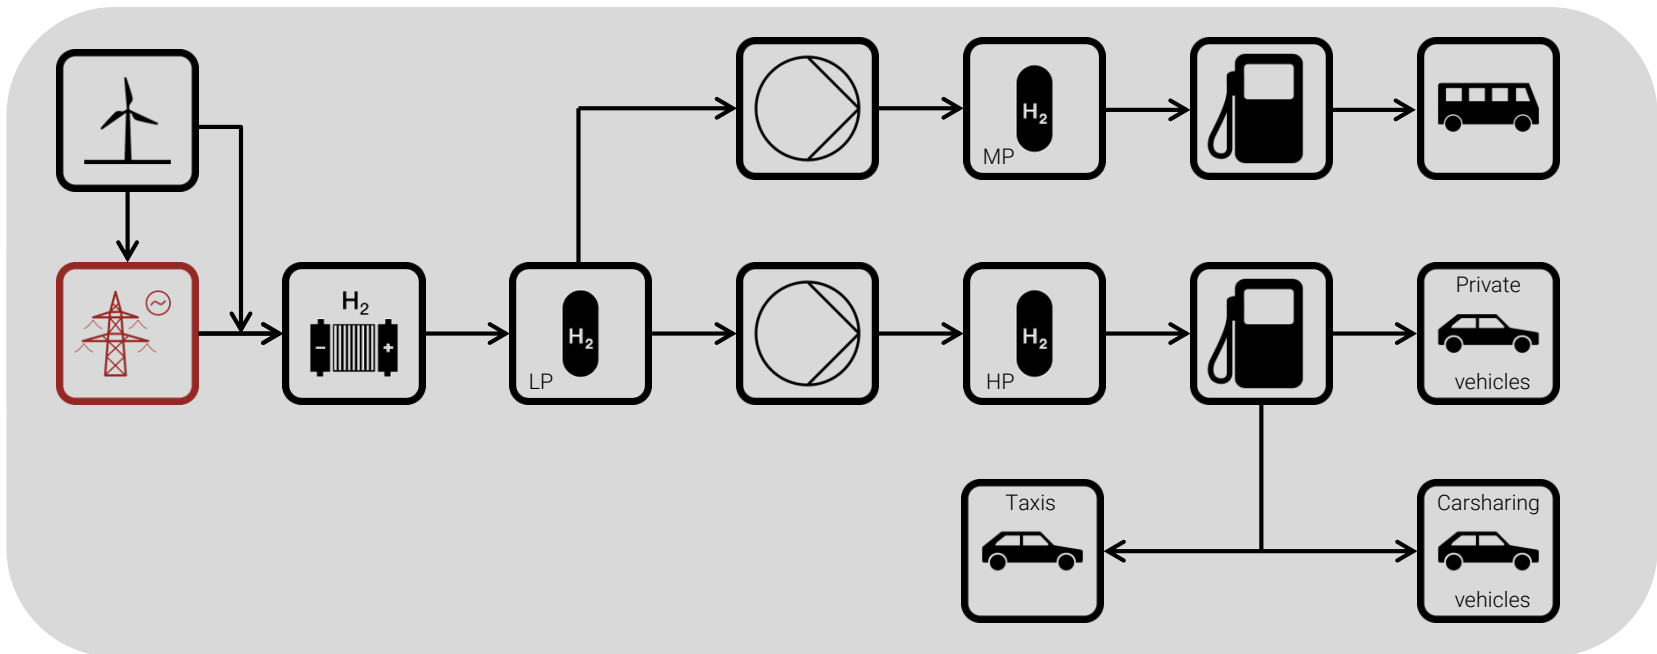 H₂
MP
H₂
H₂
LP
H₂
HP
Private
vehicles
Taxis
Carsharing
vehicles